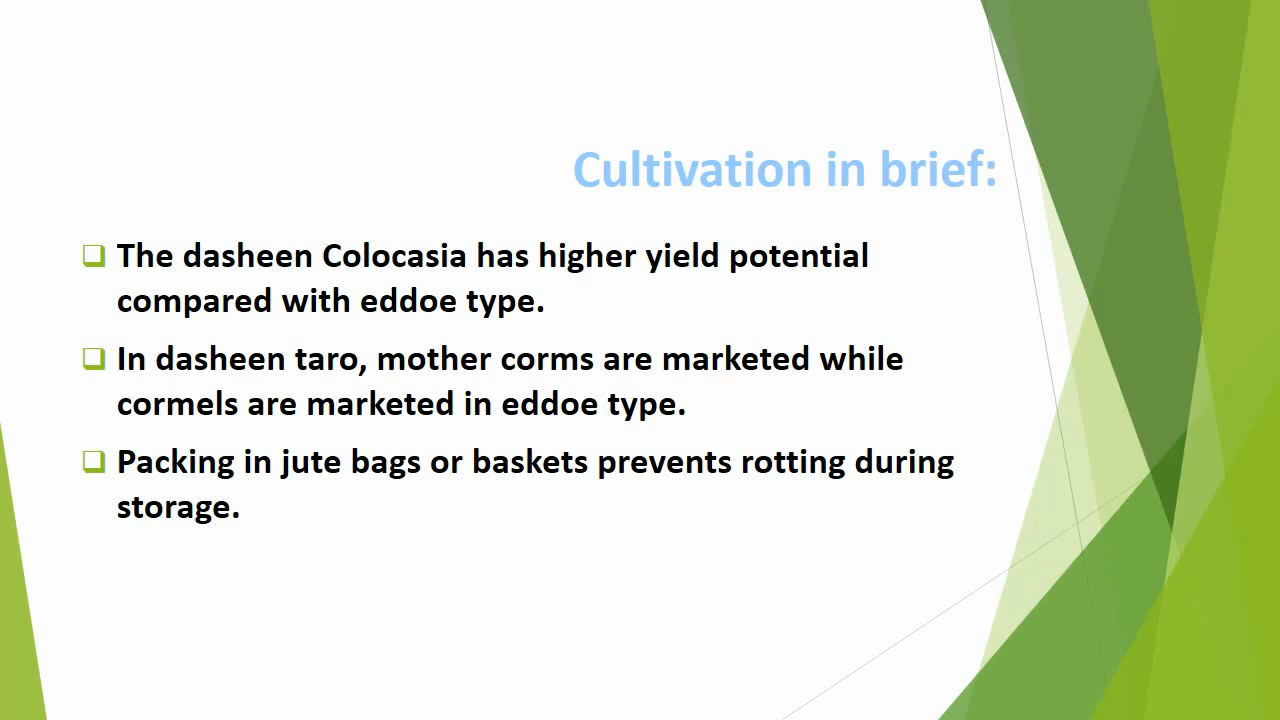 Cultivation in brief:
The dasheen Colocasia has higher yield potential
compared with eddoe type.
In dasheen taro, mother corms are marketed while
cormels are marketed in eddoe type.
Packing in jute bags or baskets prevents rotting during
storage.